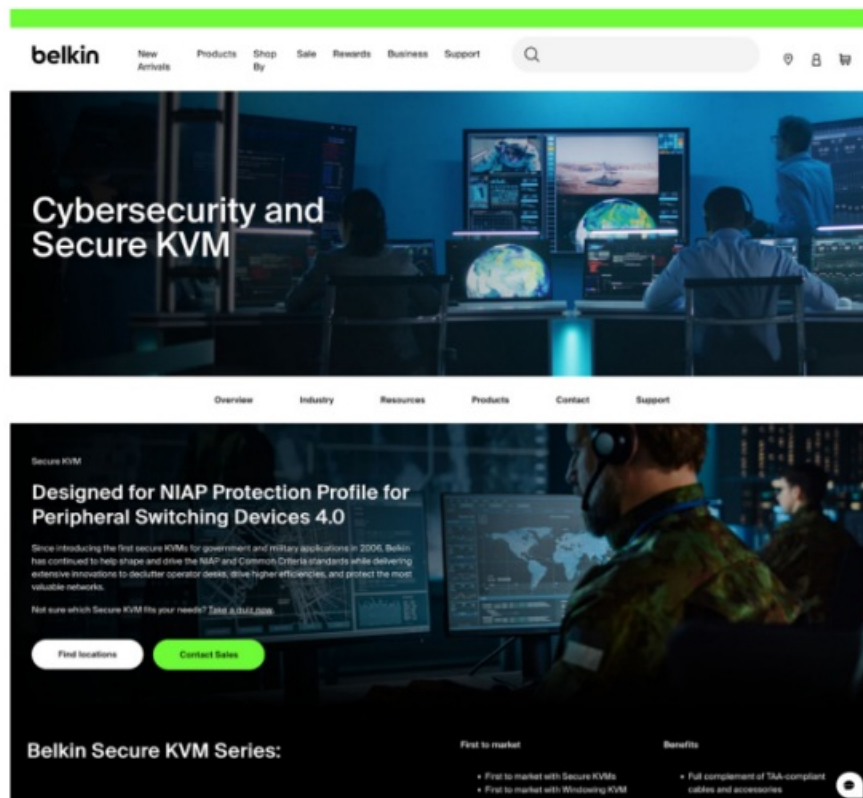 belkin
New Arrivals
Products
Shop By
Sale
Rewards
Business
Support
Cybersecurity and
Secure KVM
Overview
Industry
Resources
Products
Contact
Support
Secure KVM
Designed for NIAP Protection Profile for
Peripheral Switching Devices 4.0
Since introducing the first secure KVMs for government and military applications in 2006, Belkin
has continued to help shape and drive the NIAP and Common Criteria standards while delivering
extensive innovations to declutter operator desks, drive higher efficiencies, and protect the most
valuable networks.
Not sure which Secure KVM fits your needs? Take a quiz now.
Find locations
Contact Sales
Belkin Secure KVM Series:
First to market
• First to market with Secure KVMs
• First to market with Windowing KVM
Benefits
• Full complement of TAA-compliant
cables and accessories